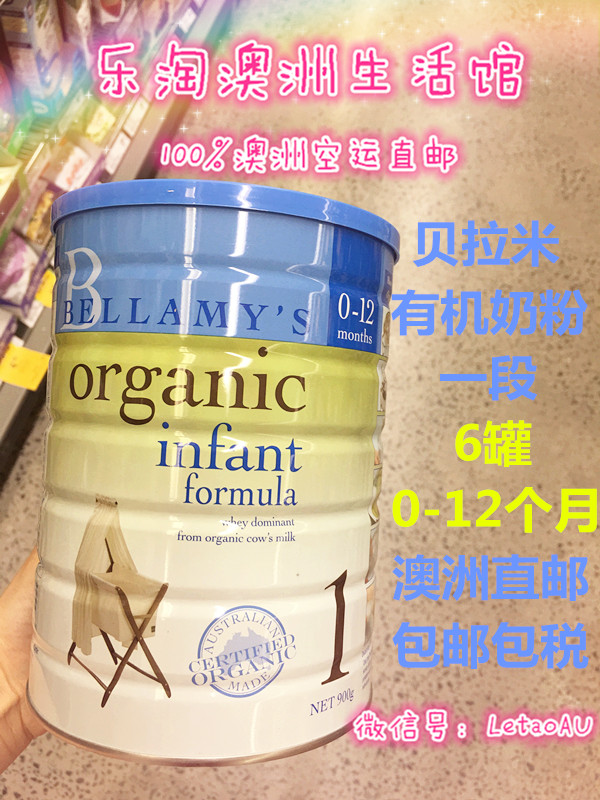 乐淘澳洲生活馆
100%澳洲空运直邮
贝拉米
有机奶粉
一段
6罐
0-12个月
澳洲直邮
包邮包税
微信号：LetaoAU
B
BELLAMY'S
0-12
months
organic
infant
formula
whey dominant
from organic cow's milk
AUSTRALIAN
CERTIFIED
ORGANIC
MADE
1
NET 900g